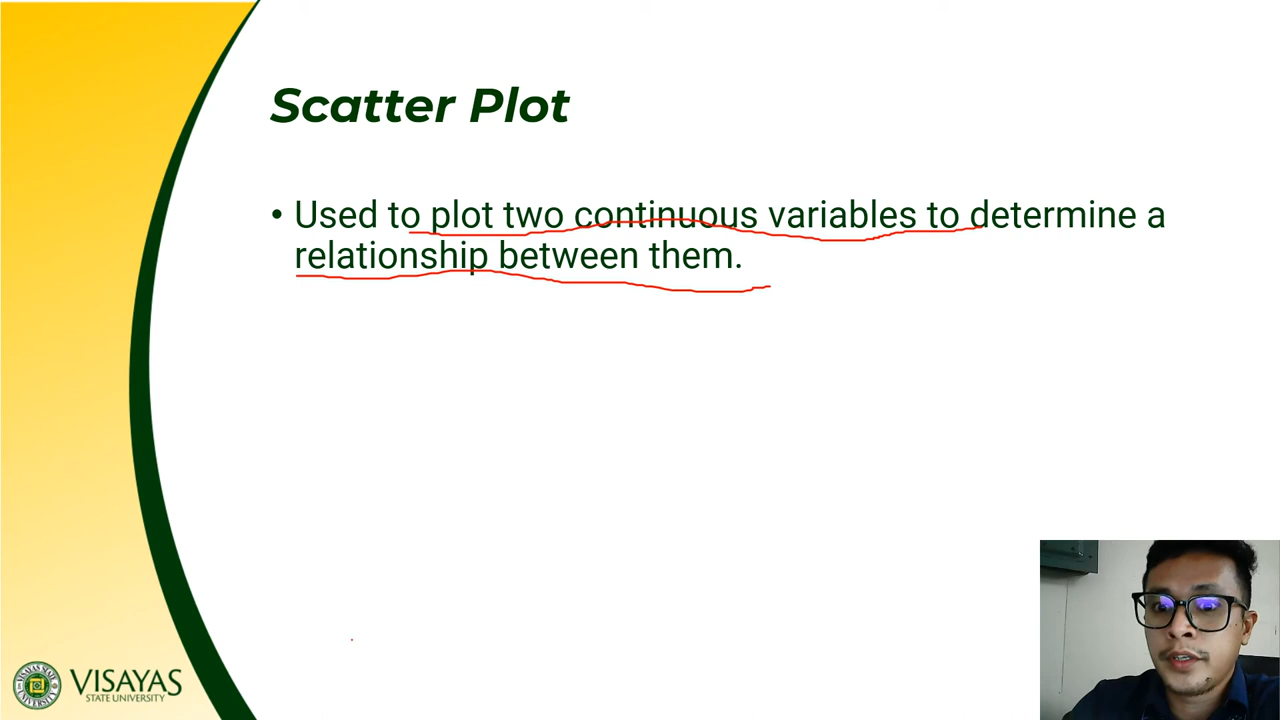 Scatter Plot
• Used to plot two continuous variables to determine a
relationship between them.
VISAYAS
STATE UNIVERSITY